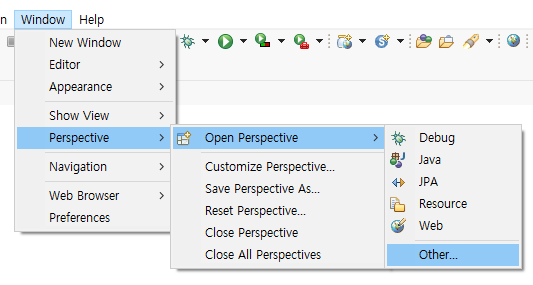 n Window Help
New Window
Editor
Appearance
Show View
Perspective
Navigation
Web Browser
Preferences
Open Perspective
Customize Perspective...
Save Perspective As...
Reset Perspective...
Close Perspective
Close All Perspectives
Debug
Java
JPA
Resource
Web
Other...